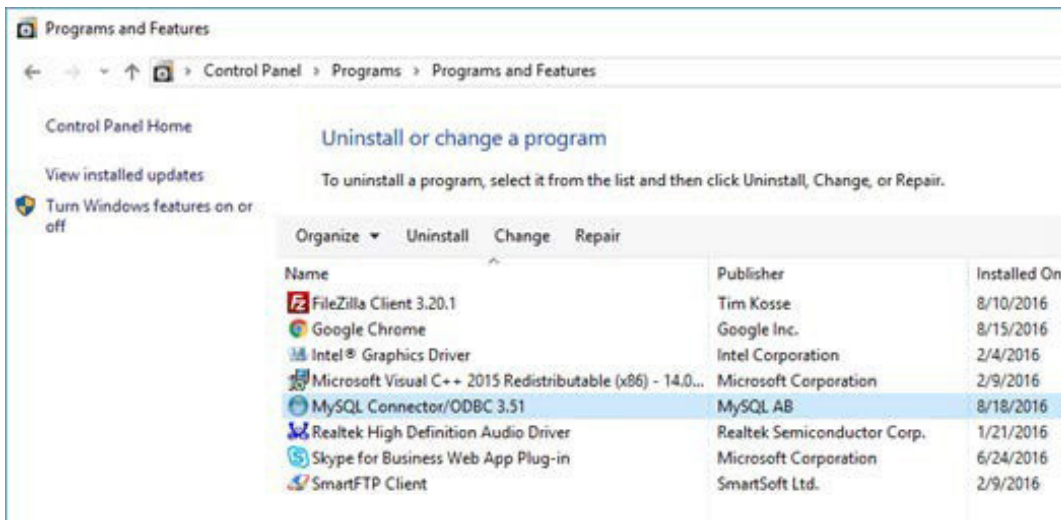 Programs and Features
Control Panel > Programs > Programs and Features
Control Panel Home
View installed updates
Turn Windows features on or
off
Uninstall or change a program
To uninstall a program, select it from the list and then click Uninstall, Change, or Repair.
Organize Uninstall Change Repair
Name Publisher Installed On
FileZilla Client 3.20.1 Tim Kosse 8/10/2016
Google Chrome Google Inc. 8/15/2016
Intel® Graphics Driver Intel Corporation 2/4/2016
Microsoft Visual C++ 2015 Redistributable (x86) - 14.0... Microsoft Corporation 2/9/2016
MySQL Connector/ODBC 3.51 MySQL AB 8/18/2016
Realtek High Definition Audio Driver Realtek Semiconductor Corp. 1/21/2016
Skype for Business Web App Plug-in Microsoft Corporation 6/24/2016
SmartFTP Client SmartSoft Ltd. 2/9/2016